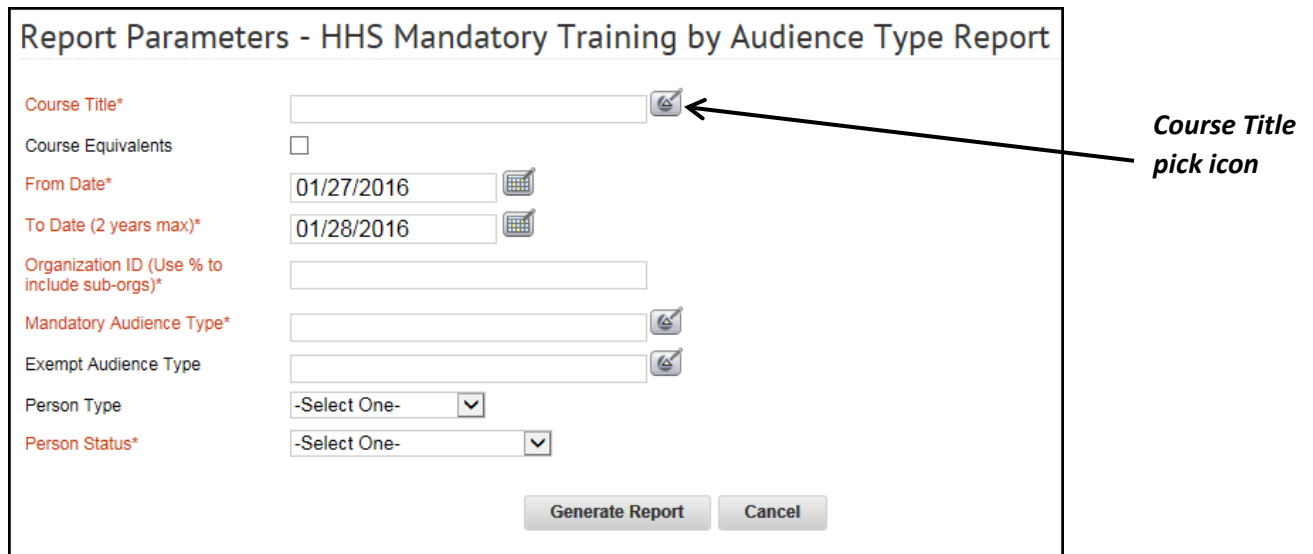 Report Parameters - HHS Mandatory Training by Audience Type Report
Course Title*
Course Title
pick icon
Course Equivalents
From Date*
01/27/2016
To Date (2 years max)*
01/28/2016
Organization ID (Use % to
include sub-orgs)*
Mandatory Audience Type*
Exempt Audience Type
Person Type
-Select One-
Person Status*
-Select One-
Generate Report
Cancel